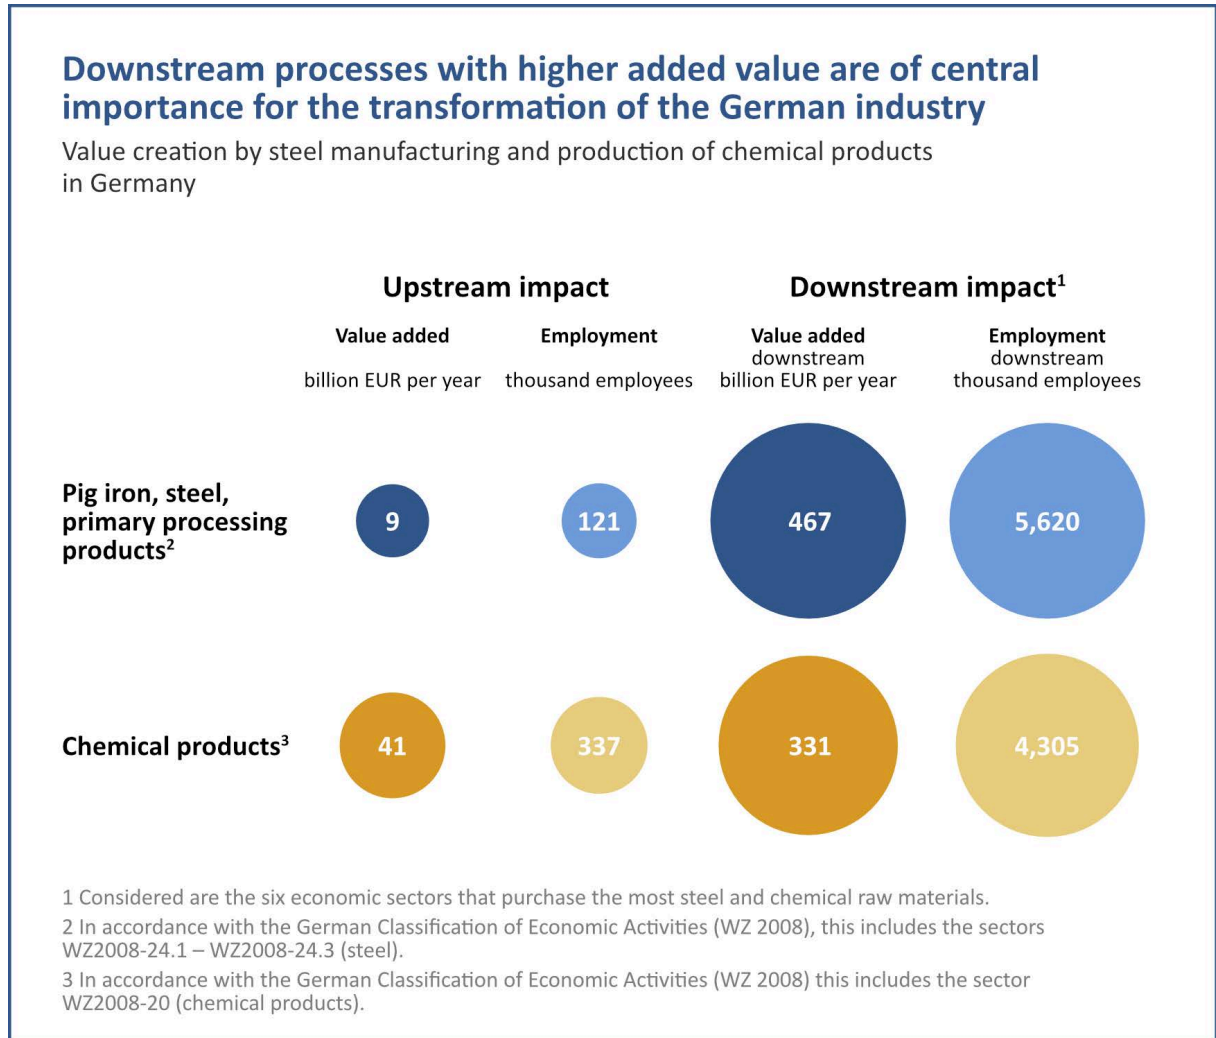 Downstream processes with higher added value are of central
importance for the transformation of the German industry
Value creation by steel manufacturing and production of chemical products
in Germany
Upstream impact
Downstream impact¹
Value added
billion EUR per year
Employment
thousand employees
Value added
downstream
billion EUR per year
Employment
downstream
thousand employees
Pig iron, steel,
primary processing
products²
9
121
467
5,620
Chemical products³
41
337
331
4,305
1 Considered are the six economic sectors that purchase the most steel and chemical raw materials.
2 In accordance with the German Classification of Economic Activities (WZ 2008), this includes the sectors
WZ2008-24.1 – WZ2008-24.3 (steel).
3 In accordance with the German Classification of Economic Activities (WZ 2008) this includes the sector
WZ2008-20 (chemical products).